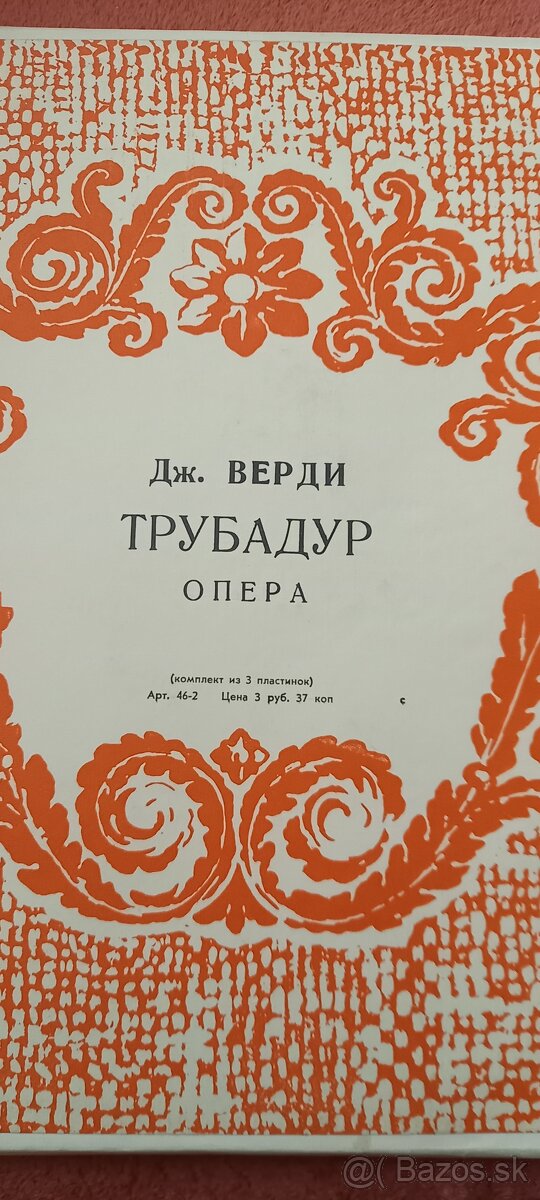 Дж. ВЕРДИ
ТРУБАДУР
ОПЕРА
(комплект из 3 пластинок)
Арт. 46-2 Цена 3 руб. 37 коп с
@ Bazos.sk